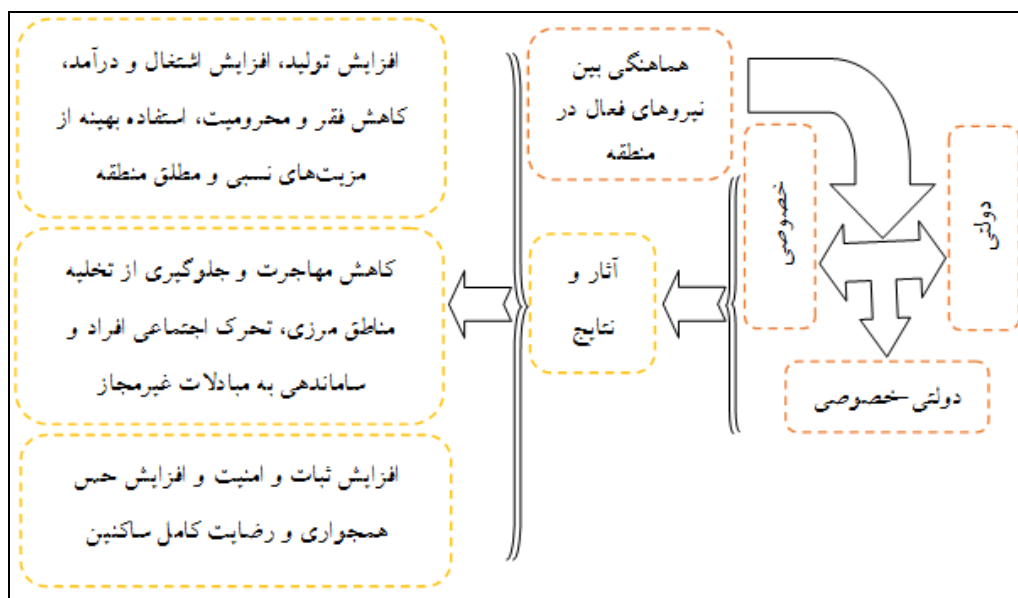 هماهنگی بین
نیروهای فعال در
منطقه
دولتی
خصوصی
دولتی-خصوصی
آثار و
نتایج
افزایش تولید، افزایش اشتغال و درآمد،
کاهش فقر و محرومیت، استفاده بهینه از
مزیت‌های نسبی و مطلق منطقه
کاهش مهاجرت و جلوگیری از تخلیه
مناطق مرزی، تحرک اجتماعی افراد و
ساماندهی به مبادلات غیرمجاز
افزایش ثبات و امنیت و افزایش حس
همجواری و رضایت کامل ساکنین